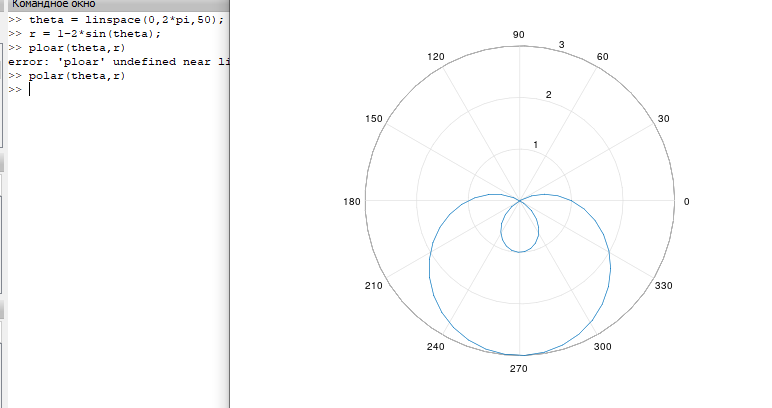 Командное окно
>> theta = linspace(0,2*pi,50);
>> r = 1-2*sin(theta);
>> ploar(theta,r)
error: 'ploar' undefined near li
>> polar(theta,r)
>>
90
120
3
60
2
150
30
1
180
0
210
330
240
300
270